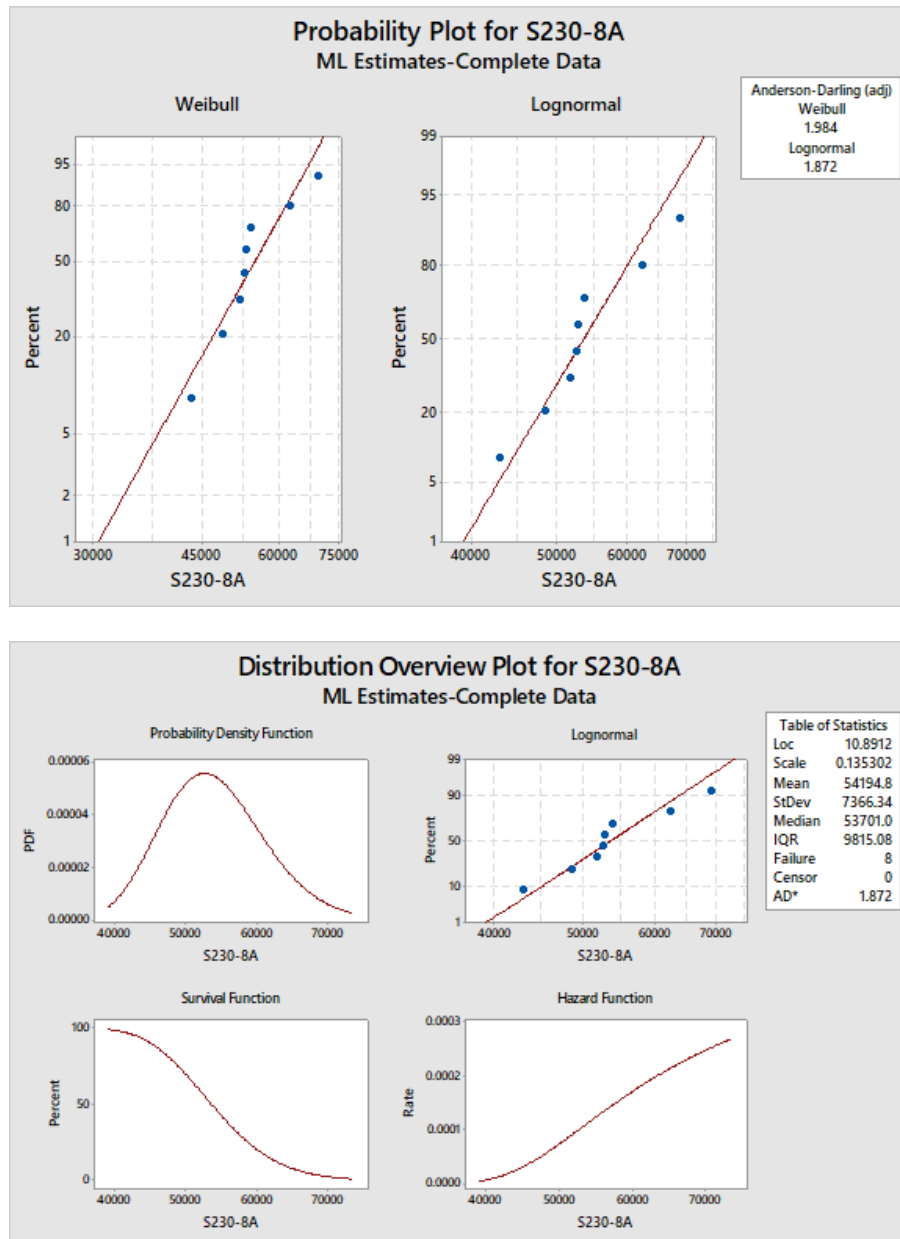 Probability Plot for S230-8A
ML Estimates-Complete Data
Weibull
Lognormal
Anderson-Darling (adj)
Weibull
1.984
Lognormal
1.872
Percent
95
80
50
20
5
2
1
30000 45000 60000 75000
S230-8A
Percent
99
95
80
50
20
5
1
40000 50000 60000 70000
S230-8A
Distribution Overview Plot for S230-8A
ML Estimates-Complete Data
Probability Density Function
PDF
0.00006
0.00004
0.00002
0.00000
40000 50000 60000 70000
S230-8A
Lognormal
Percent
99
90
50
10
1
40000 50000 60000 70000
S230-8A
Table of Statistics
Loc 10.8912
Scale 0.135302
Mean 54194.8
StDev 7366.34
Median 53701.0
IQR 9815.08
Failure 8
Censor 0
AD* 1.872
Survival Function
Percent
100
50
0
40000 50000 60000 70000
S230-8A
Hazard Function
Rate
0.0003
0.0002
0.0001
0.0000
40000 50000 60000 70000
S230-8A